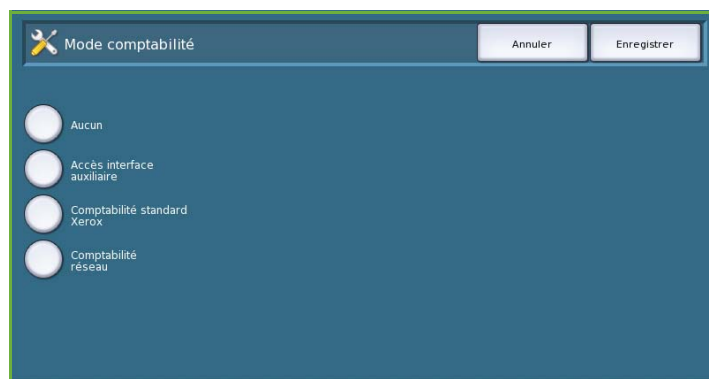 Mode comptabilité
Annuler
Enregistrer
Aucun
Accès interface
auxiliaire
Comptabilité standard
Xerox
Comptabilité
réseau